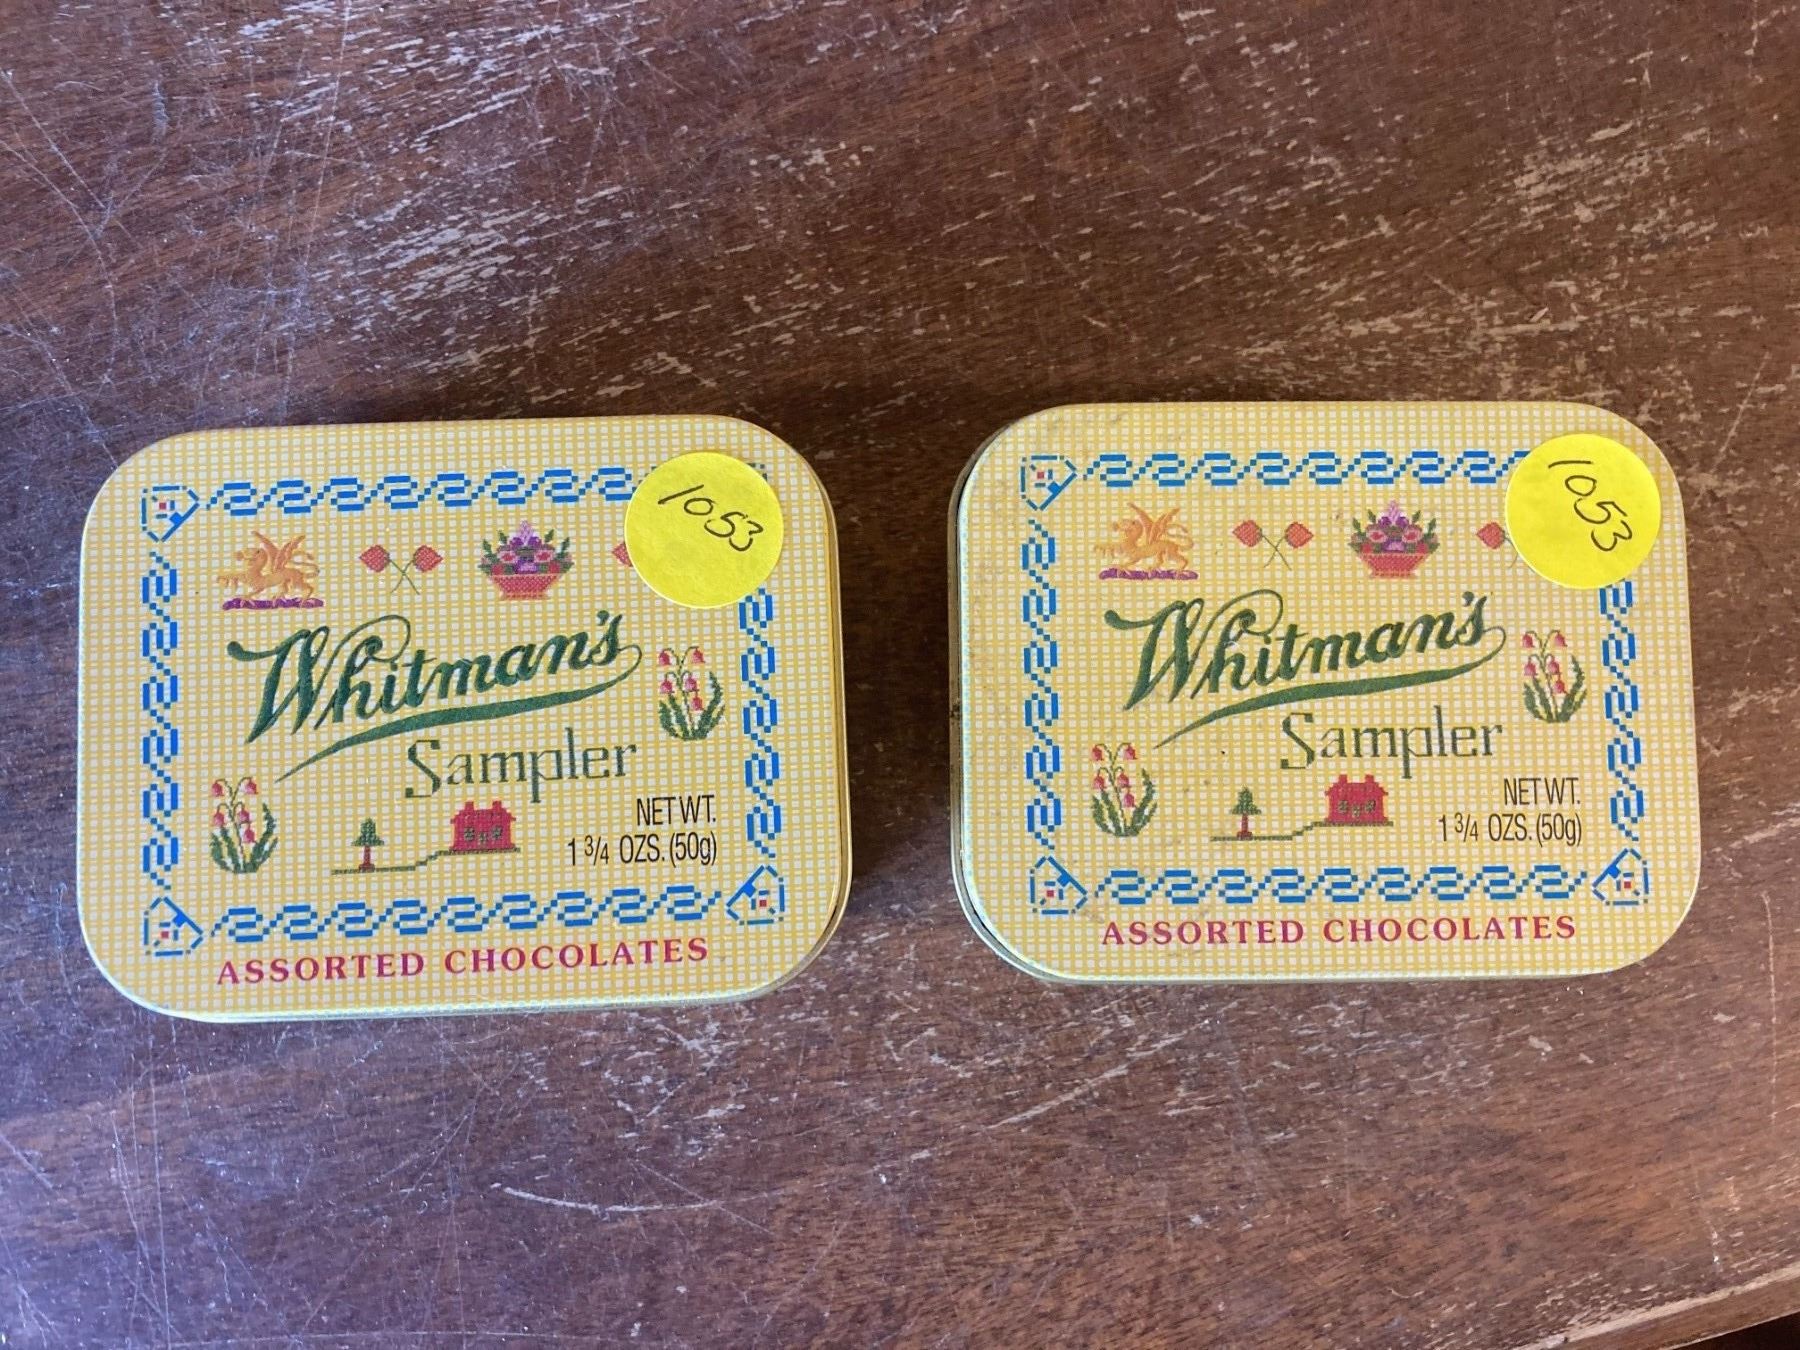 1053
Whitman's
Sampler
NET WT.
1 3/4 OZS. (50g)
ASSORTED CHOCOLATES
1053
Whitman's
Sampler
NET WT.
1 3/4 OZS. (50g)
ASSORTED CHOCOLATES